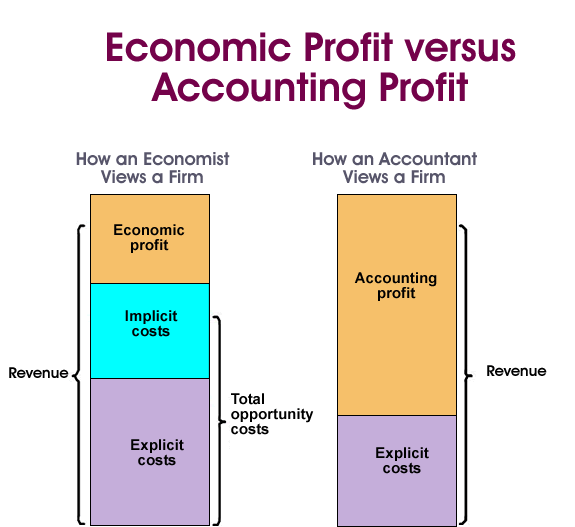 Economic Profit versus
Accounting Profit
How an Economist
Views a Firm
How an Accountant
Views a Firm
Economic
profit
Implicit
costs
Explicit
costs
Revenue
Total
opportunity
costs
Accounting
profit
Explicit
costs
Revenue